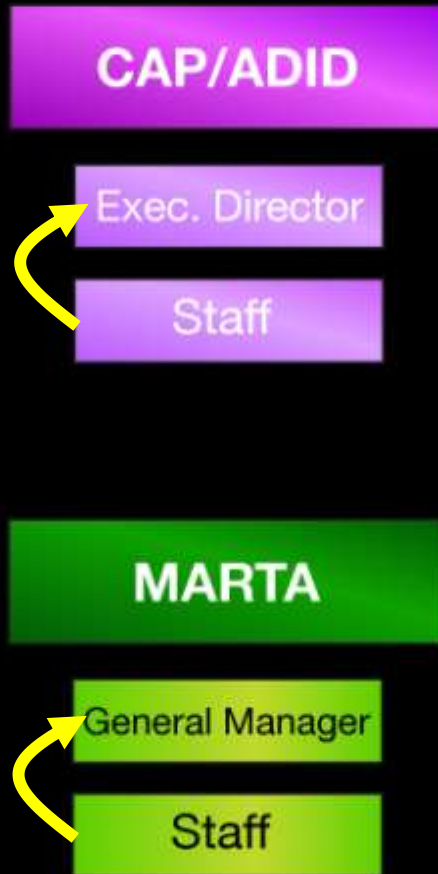 CAP/ADID
Exec. Director
Staff
MARTA
General Manager
Staff